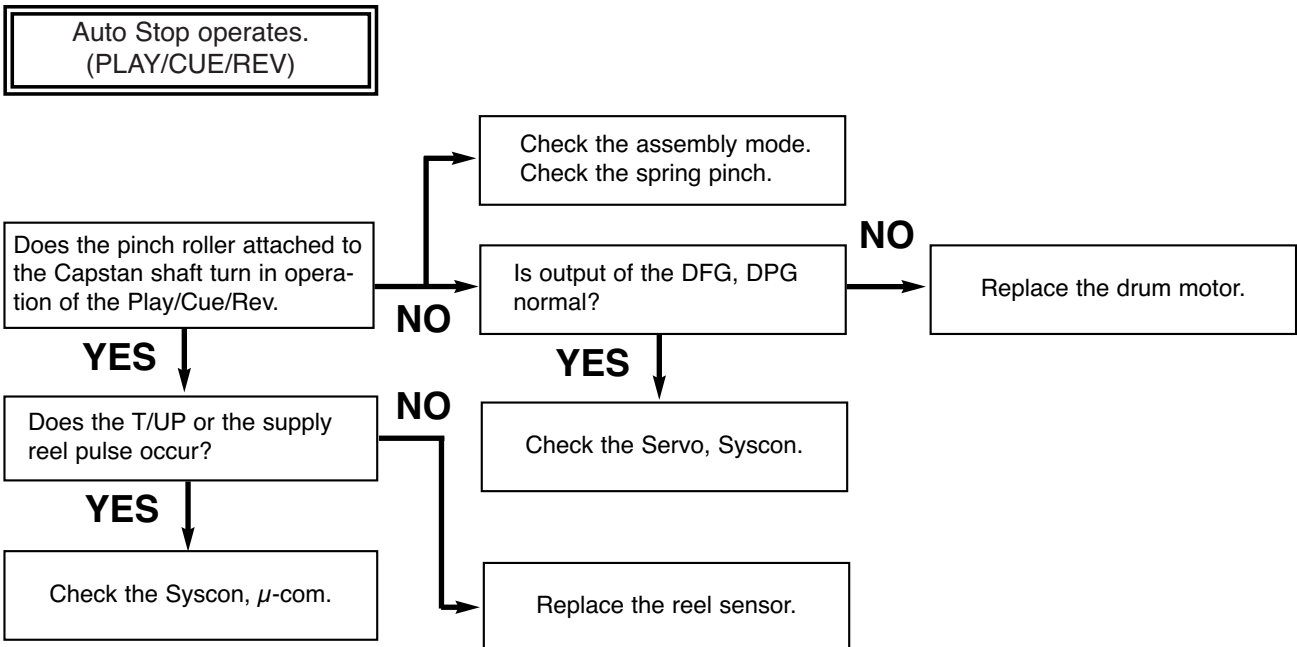 Auto Stop operates.
(PLAY/CUE/REV)
Check the assembly mode.
Check the spring pinch.
Does the pinch roller attached to
the Capstan shaft turn in opera-
tion of the Play/Cue/Rev.
NO
Is output of the DFG, DPG
normal?
NO
Replace the drum motor.
YES
YES
Does the T/UP or the supply
reel pulse occur?
NO
Check the Servo, Syscon.
YES
Check the Syscon, µ-com.
Replace the reel sensor.